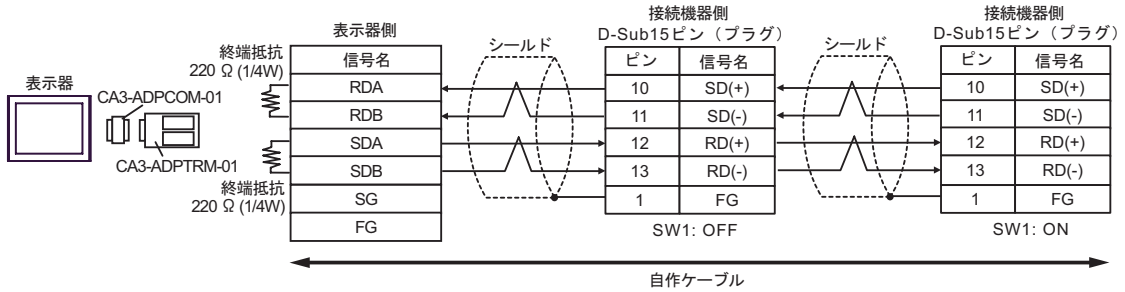 表示器
CA3-ADPCOM-01
CA3-ADPTRM-01
終端抵抗
220 Ω (1/4W)
終端抵抗
220 Ω (1/4W)
表示器側
信号名
RDA
RDB
SDA
SDB
SG
FG
シールド
接続機器側
D-Sub15ピン（プラグ）
ピン 信号名
10 SD(+)
11 SD(-)
12 RD(+)
13 RD(-)
1 FG
SW1: OFF
シールド
接続機器側
D-Sub15ピン（プラグ）
ピン 信号名
10 SD(+)
11 SD(-)
12 RD(+)
13 RD(-)
1 FG
SW1: ON
自作ケーブル